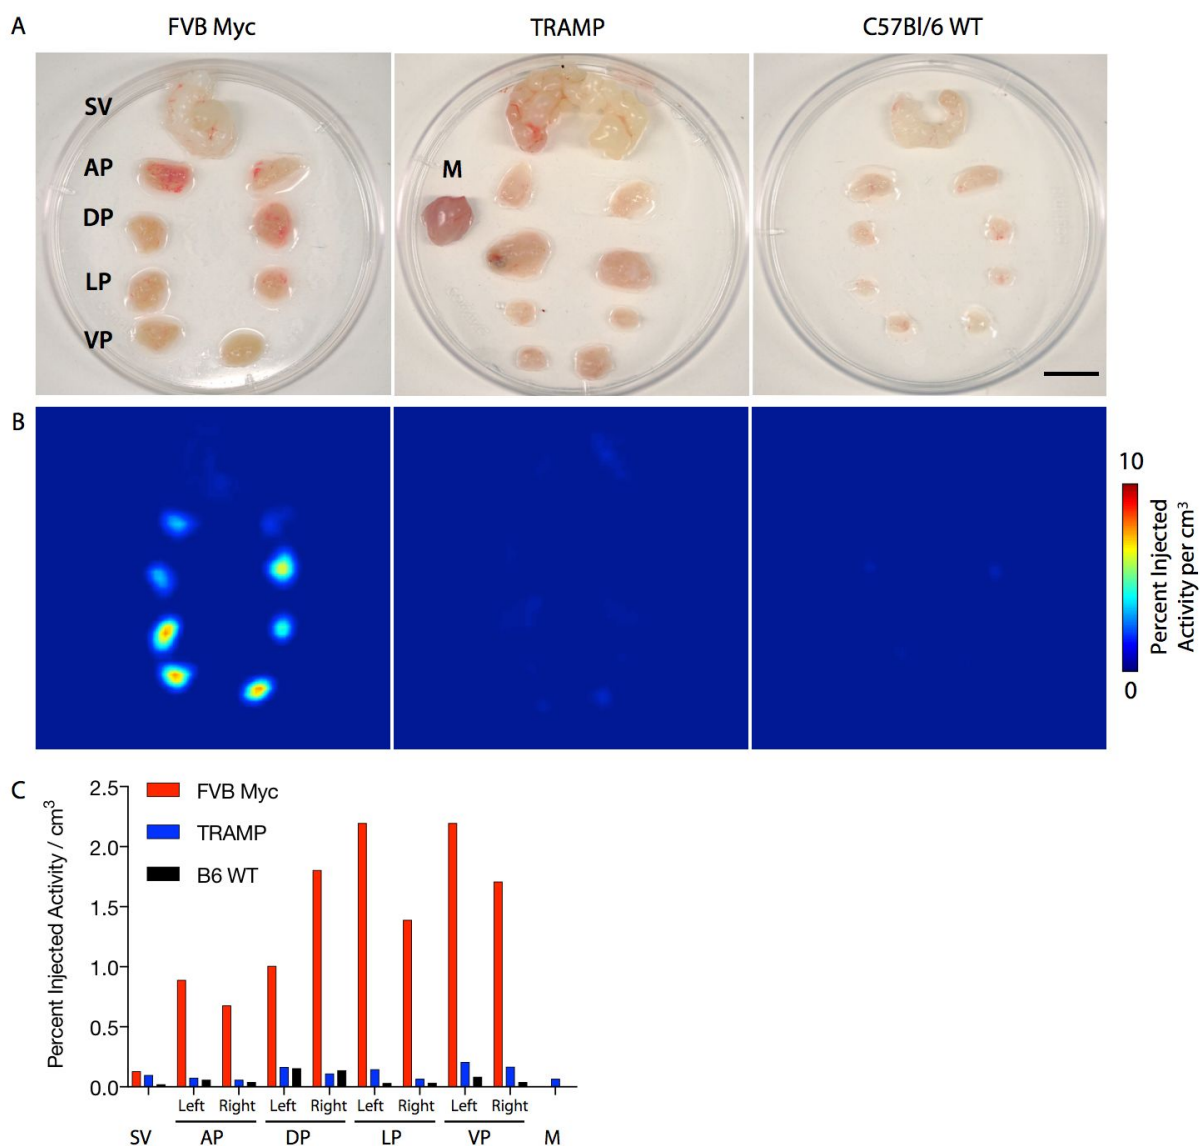 A
FVB Myc
TRAMP
C57Bl/6 WT
SV
AP
M
DP
LP
VP
B
10
Percent Injected
Activity per cm³
0
C
Percent Injected Activity / cm³
2.5
2.0
1.5
1.0
0.5
0.0
FVB Myc
TRAMP
B6 WT
Left Right Left Right Left Right Left Right
SV AP DP LP VP M